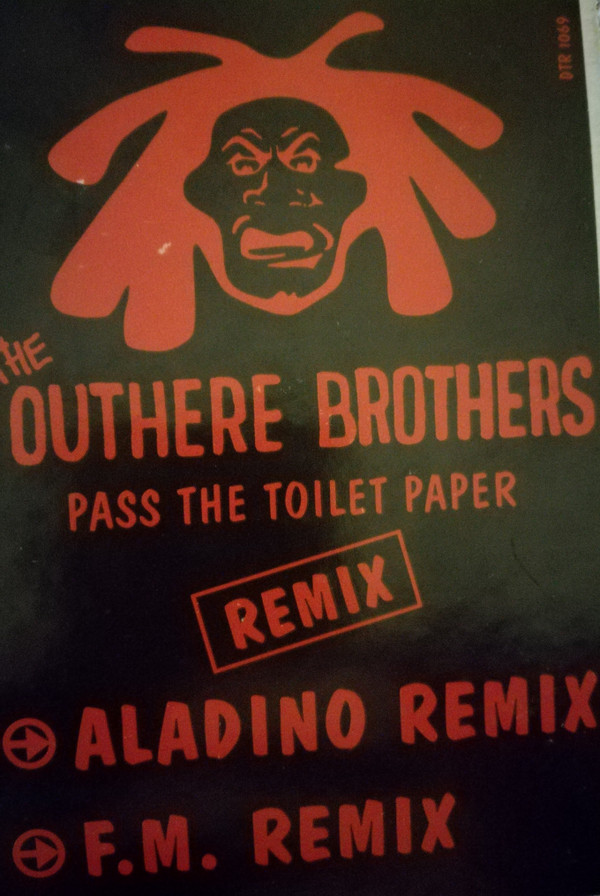 DTR 1069
THE
OUTHERE BROTHERS
PASS THE TOILET PAPER
REMIX
ALADINO REMIX
F.M. REMIX